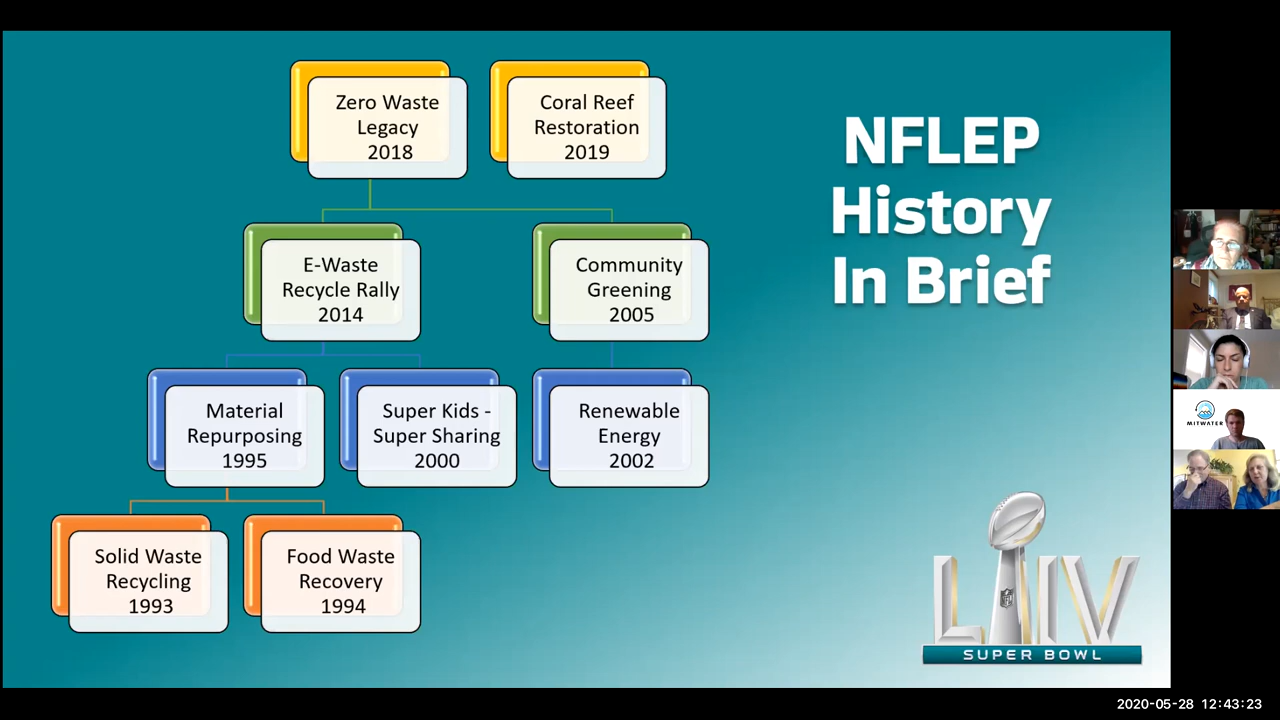 Zero Waste
Legacy
2018
Coral Reef
Restoration
2019
NFLEP
History
In Brief
E-Waste
Recycle Rally
2014
Community
Greening
2005
Material
Repurposing
1995
Super Kids -
Super Sharing
2000
Renewable
Energy
2002
Solid Waste
Recycling
1993
Food Waste
Recovery
1994
LIV
NFL
SUPER BOWL
MITWATER
2020-05-28 12:43:23